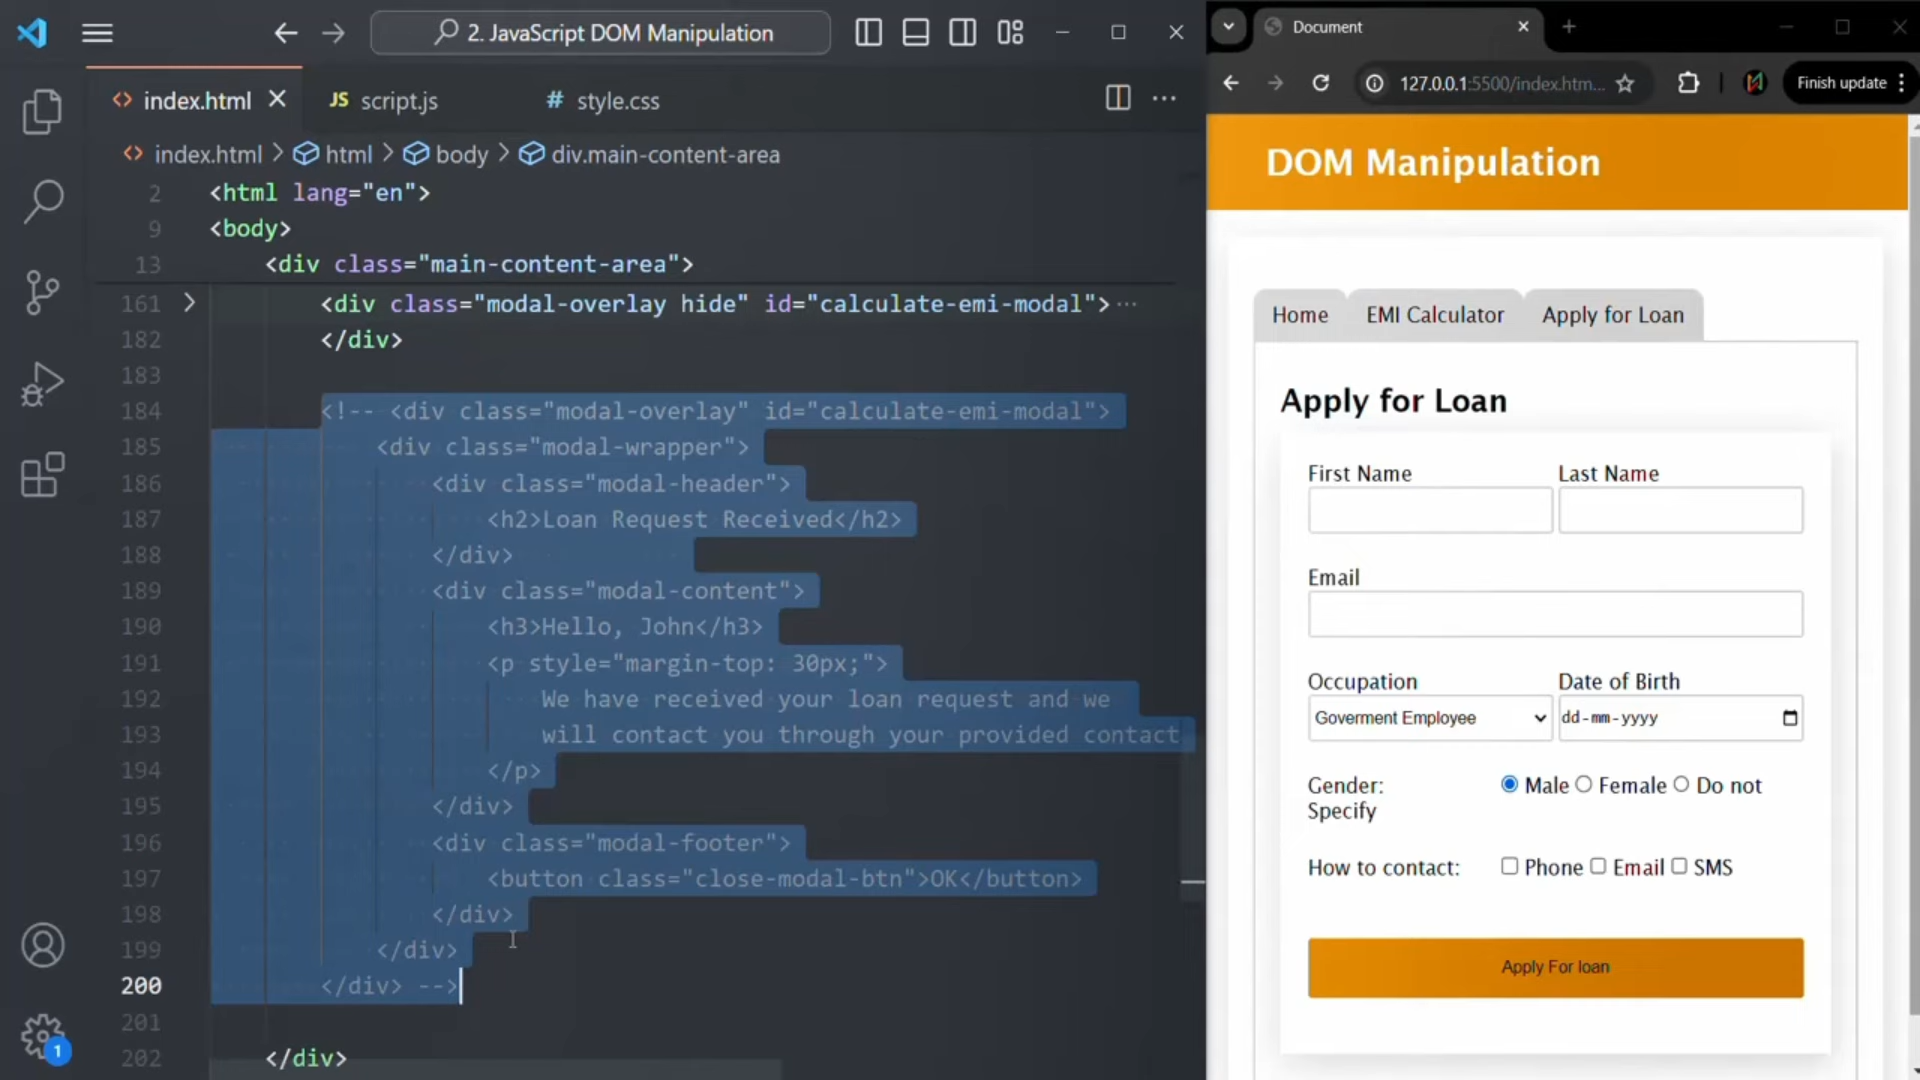 2. JavaScript DOM Manipulation
index.html
JS script.js
# style.css
index.html > html > body > div.main-content-area
2 <html lang="en">
9 <body>
13 <div class="main-content-area">
161 <div class="modal-overlay hide" id="calculate-emi-modal"> ...
182 </div>
183
184 <!-- <div class="modal-overlay" id="calculate-emi-modal">
185 <div class="modal-wrapper">
186 <div class="modal-header">
187 <h2>Loan Request Received</h2>
188 </div>
189 <div class="modal-content">
190 <h3>Hello, John</h3>
191 <p style="margin-top: 30px;">
192 We have received your loan request and we
193 will contact you through your provided contact
194 </p>
195 </div>
196 <div class="modal-footer">
197 <button class="close-modal-btn">OK</button>
198 </div>
199 </div>
200 </div> -->
201
202 </div>
1
Document
127.0.0.1:5500/index.htm...
Finish update
DOM Manipulation
Home EMI Calculator Apply for Loan
Apply for Loan
First Name Last Name
Email
Occupation Date of Birth
Goverment Employee dd-mm-yyyy
Gender: Male Female Do not
Specify
How to contact: Phone Email SMS
Apply For loan